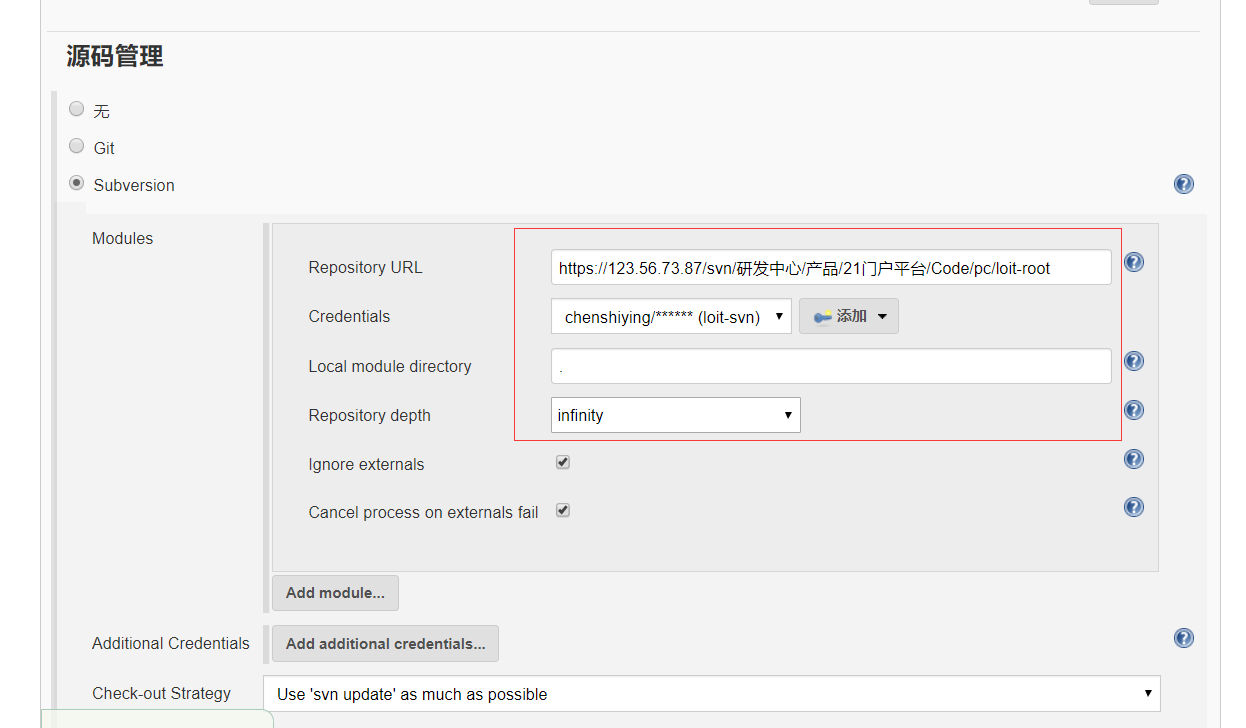 源码管理
无
Git
Subversion
Modules
Repository URL
https://123.56.73.87/svn/研发中心/产品/21门户平台/Code/pc/loit-root
Credentials
chenshiying/****** (loit-svn)
添加
Local module directory
.
Repository depth
infinity
Ignore externals
Cancel process on externals fail
Add module...
Additional Credentials
Add additional credentials...
Check-out Strategy
Use 'svn update' as much as possible